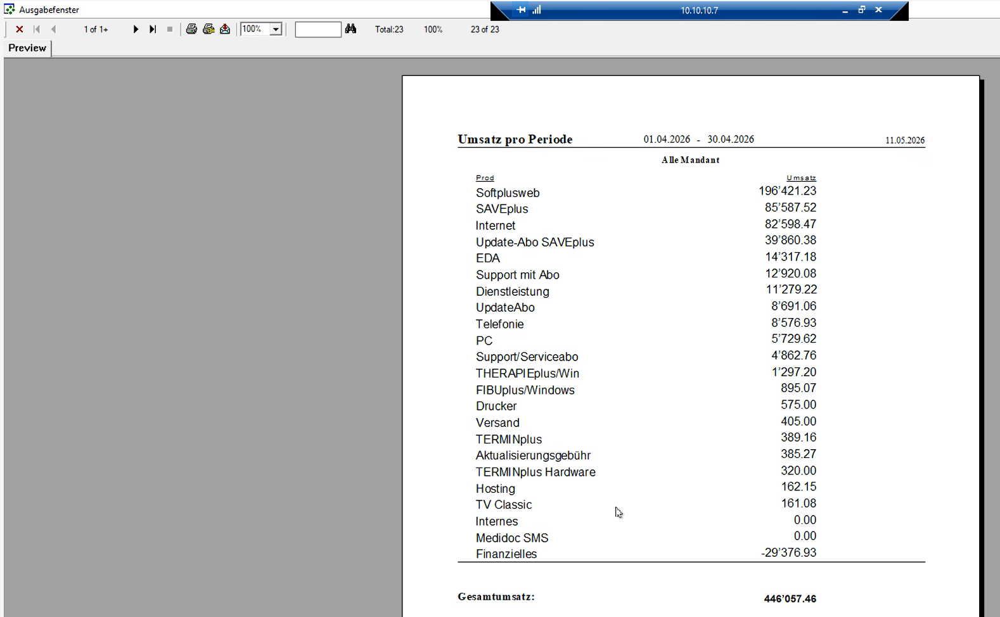 Ausgabefenster
10.10.10.7
1 of 1+
100%
Total:23
100%
23 of 23
Preview
Umsatz pro Periode 01.04.2026 - 30.04.2026 11.05.2026
Alle Mandant
Prod Umsatz
Softplusweb 196’421.23
SAVEplus 85’587.52
Internet 82’598.47
Update-Abo SAVEplus 39’860.38
EDA 14’317.18
Support mit Abo 12’920.08
Dienstleistung 11’279.22
UpdateAbo 8’691.06
Telefonie 8’576.93
PC 5’729.62
Support/Serviceabo 4’862.76
THERAPIEplus/Win 1’297.20
FIBUplus/Windows 895.07
Drucker 575.00
Versand 405.00
TERMINplus 389.16
Aktualisierungsgebühr 385.27
TERMINplus Hardware 320.00
Hosting 162.15
TV Classic 161.08
Internes 0.00
Medidoc SMS 0.00
Finanzielles -29’376.93
Gesamtumsatz: 446’057.46